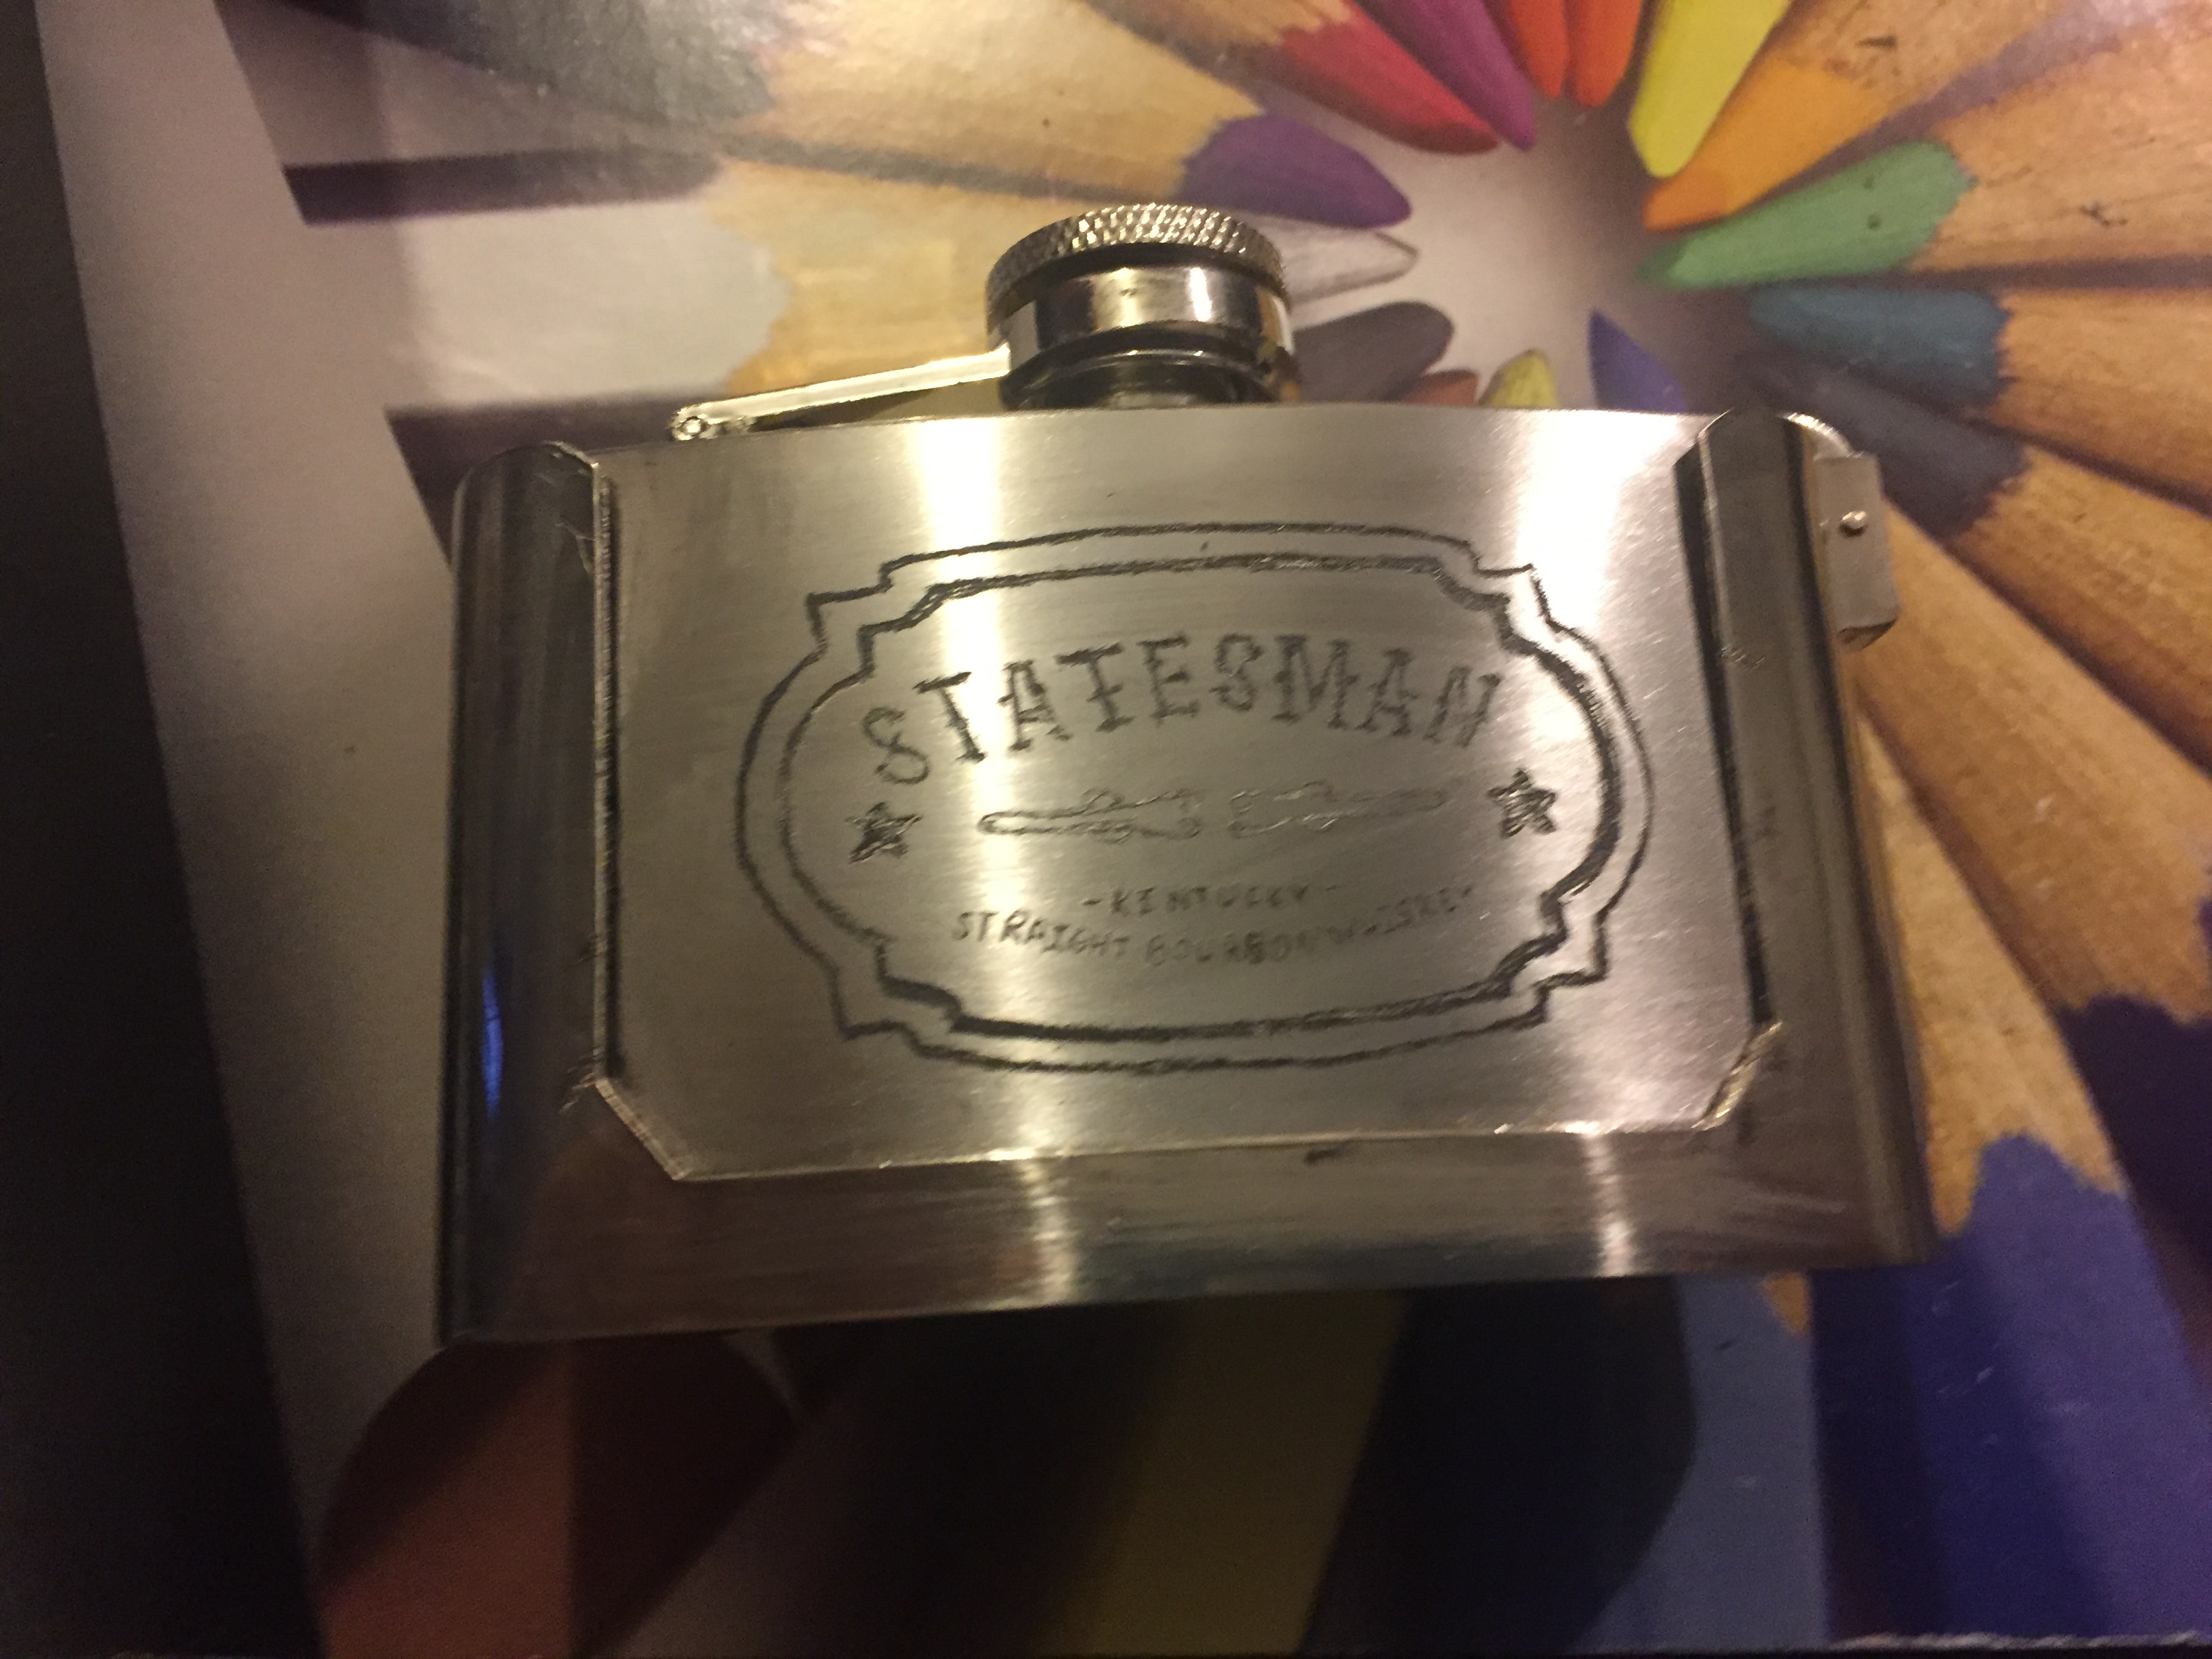 STATESMAN
-KENTUCKY-
STRAIGHT BOURBON WHISKEY